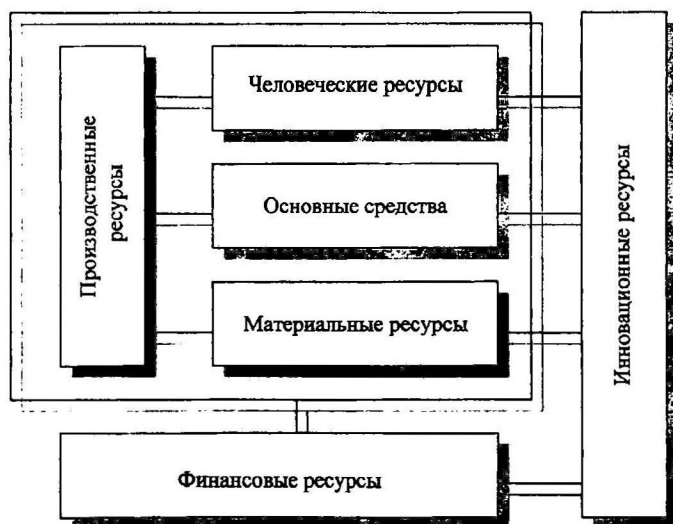 Производственные
ресурсы
Человеческие ресурсы
Основные средства
Материальные ресурсы
Финансовые ресурсы
Инновационные ресурсы